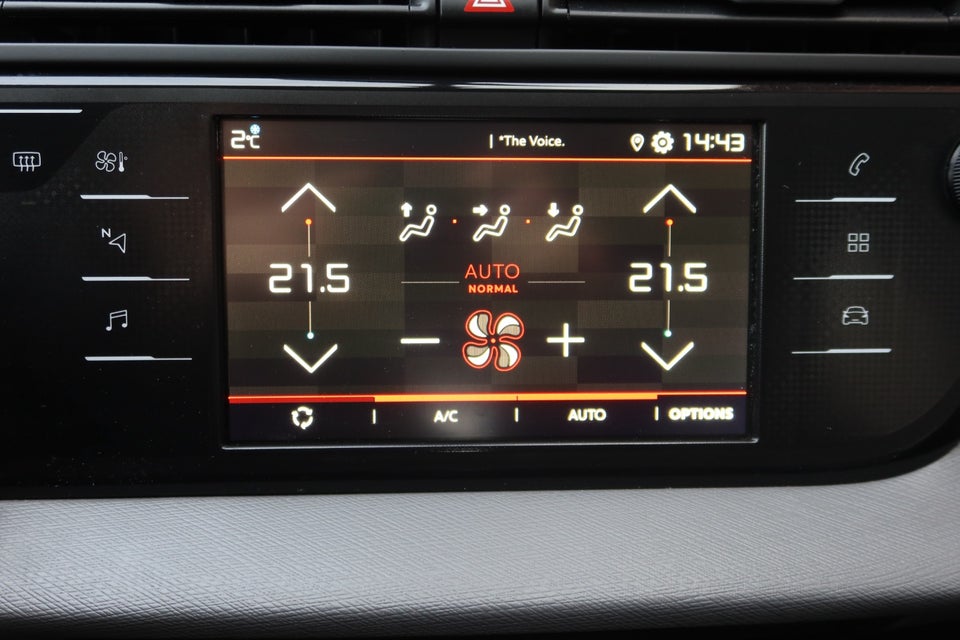 2°C
| *The Voice.
14:43
N
21.5
AUTO
NORMAL
21.5
A/C
AUTO
OPTIONS